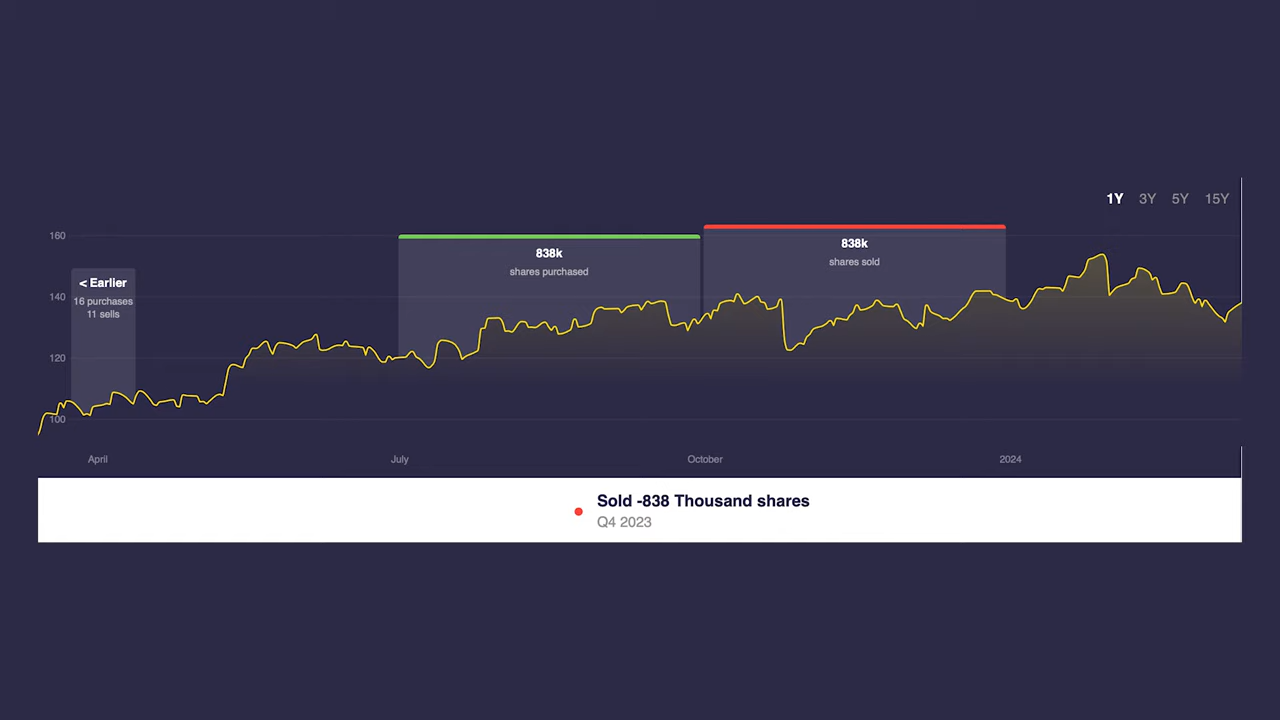 1Y 3Y 5Y 15Y
160
838k
shares purchased
838k
shares sold
< Earlier
16 purchases
11 sells
140
120
100
April July October 2024
Sold -838 Thousand shares
Q4 2023